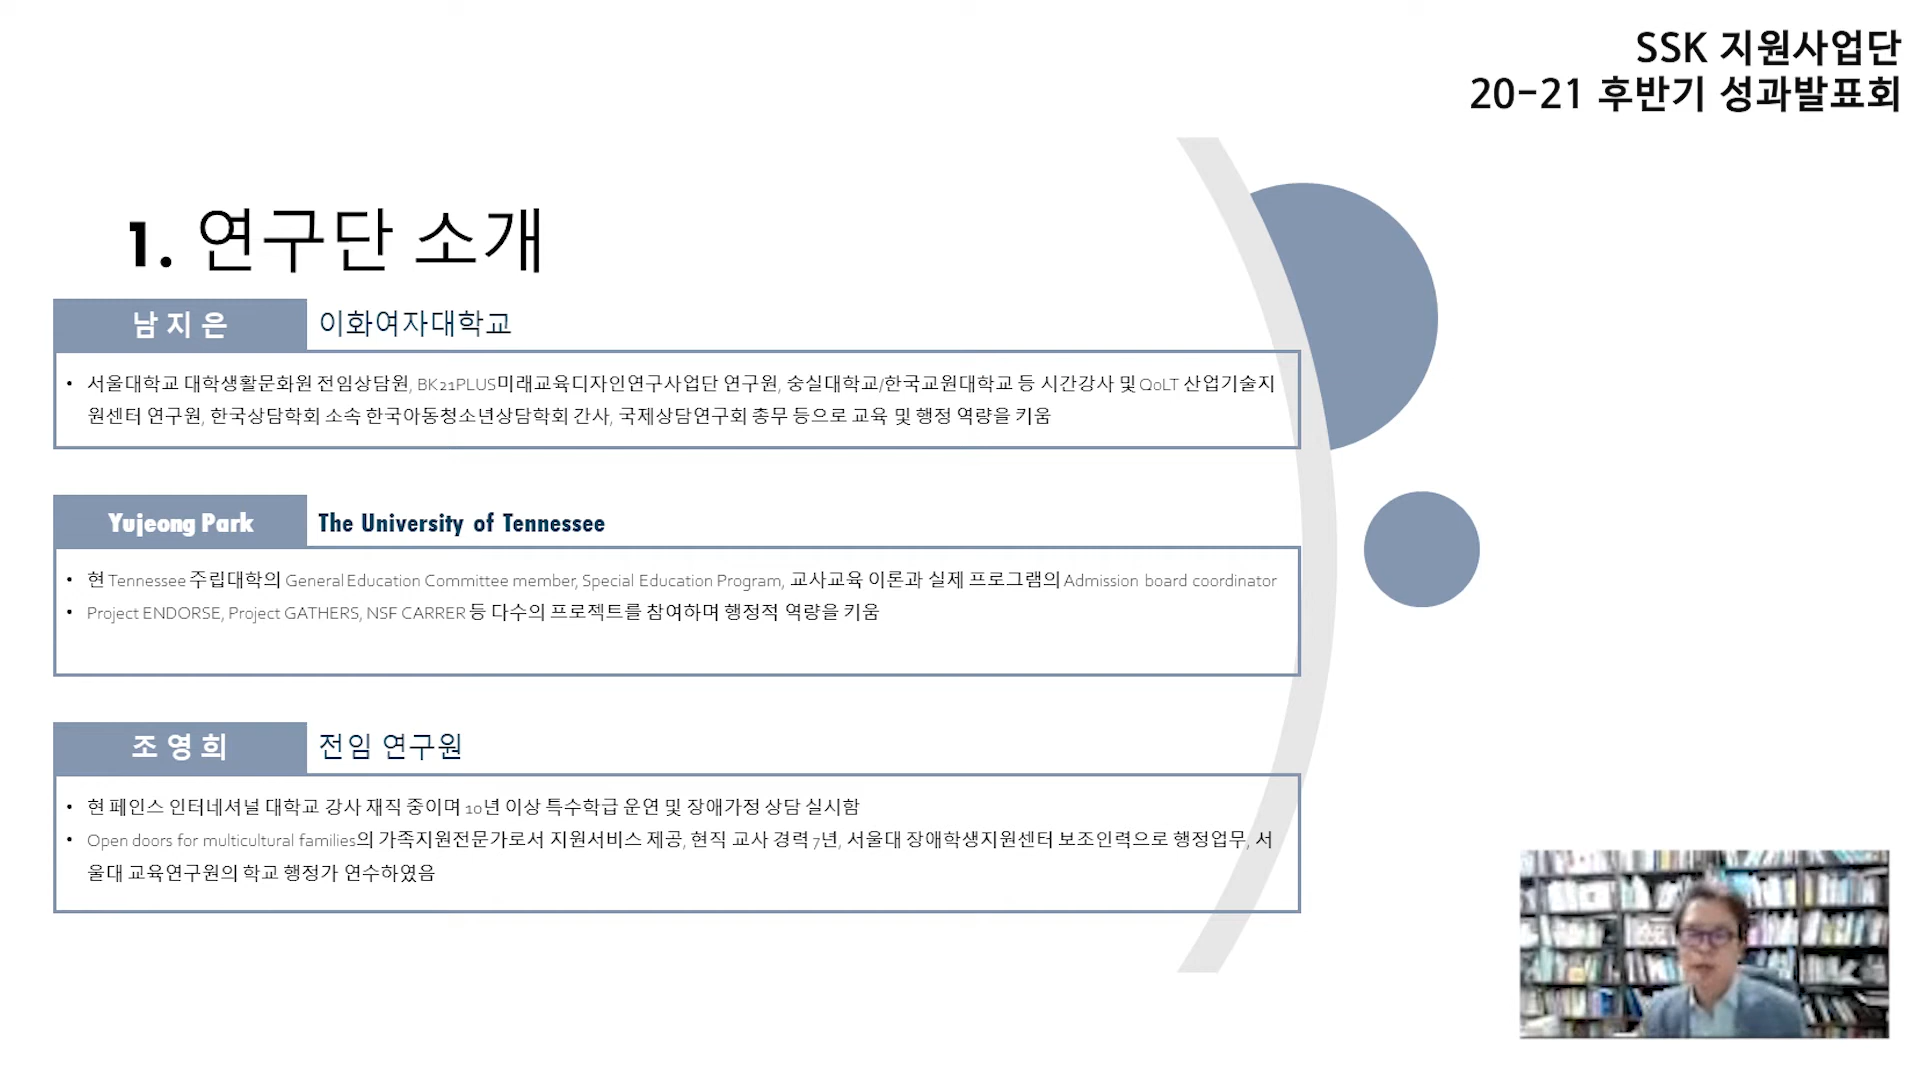 SSK 지원사업단
20-21 후반기 성과발표회
1. 연구단 소개
남 지 은
이화여자대학교
• 서울대학교 대학생활문화원 전임상담원, BK21PLUS미래교육디자인연구사업단 연구원, 숭실대학교/한국교원대학교 등 시간강사 및 QoLT 산업기술지
원센터 연구원, 한국상담학회 소속 한국아동청소년상담학회 간사, 국제상담연구회 총무 등으로 교육 및 행정 역량을 키움
Yujeong Park
The University of Tennessee
• 현 Tennessee 주립대학의 General Education Committee member, Special Education Program, 교사교육 이론과 실제 프로그램의 Admission board coordinator
• Project ENDORSE, Project GATHERS, NSF CARRER 등 다수의 프로젝트를 참여하며 행정적 역량을 키움
조 영 희
전임 연구원
• 현 페인스 인터네셔널 대학교 강사 재직 중이며 10년 이상 특수학급 운연 및 장애가정 상담 실시함
• Open doors for multicultural families의 가족지원전문가로서 지원서비스 제공, 현직 교사 경력 7년, 서울대 장애학생지원센터 보조인력으로 행정업무, 서
울대 교육연구원의 학교 행정가 연수하였음